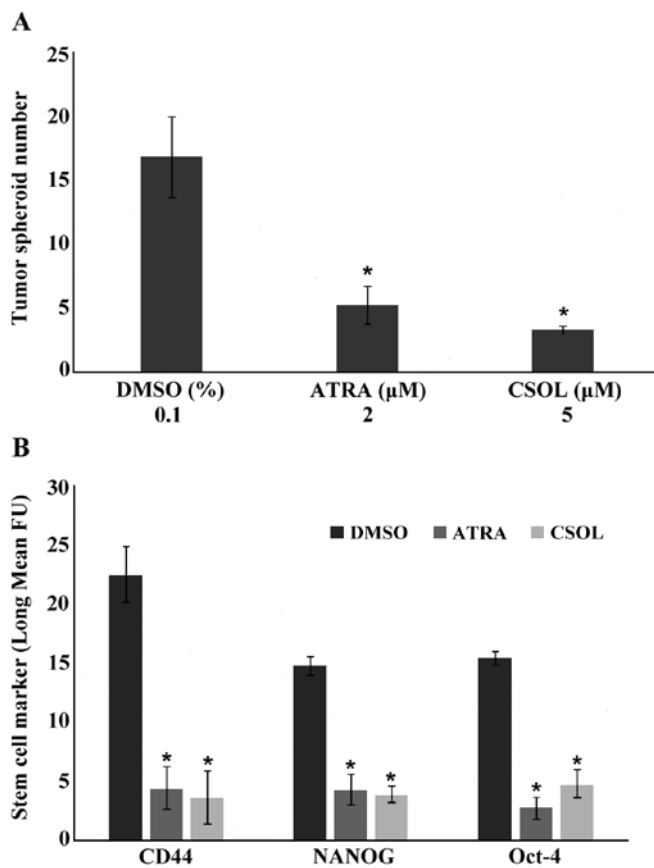 A
Tumor spheroid number
25
20
15
10
5
0
*
*
DMSO (%) ATRA (µM) CSOL (µM)
0.1 2 5
B
Stem cell marker (Long Mean FU)
30
25
20
15
10
5
0
DMSO ATRA CSOL
* * * * * *
CD44 NANOG Oct-4